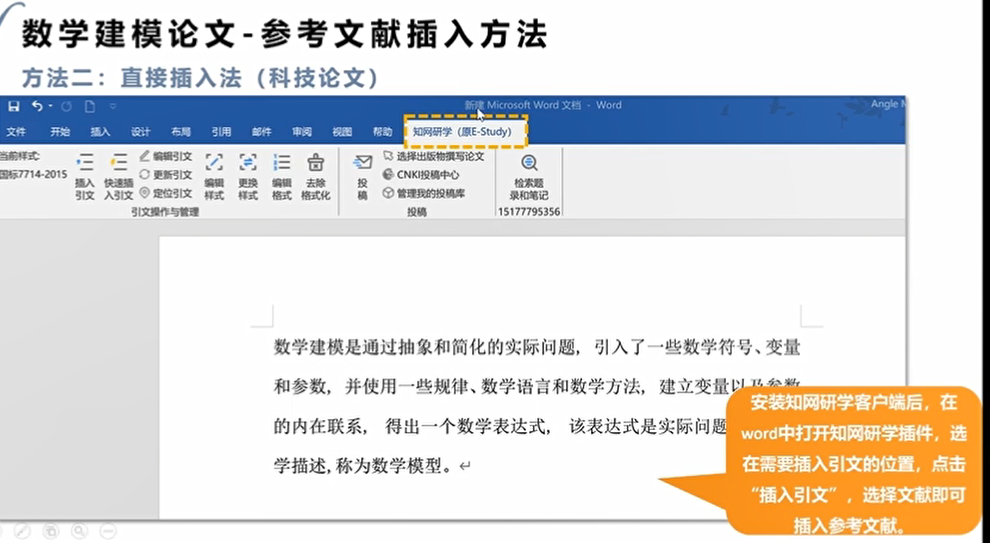 数学建模论文-参考文献插入方法
方法二：直接插入法（科技论文）
新建 Microsoft Word 文档 - Word
Angle M
文件 开始 插入 设计 布局 引用 邮件 审阅 视图 帮助 知网研学（原E-Study）
当前样式:
国标7714-2015
插入引文
快速插入引文
编辑引文
更新引文
定位引文
编辑样式
更换样式
编辑格式
去除格式化
引文操作与管理
投稿
选择出版物撰写论文
CNKI投稿中心
管理我的投稿库
投稿
检索题录和笔记
15177795356
数学建模是通过抽象和简化的实际问题，引入了一些数学符号、变量
和参数，并使用一些规律、数学语言和数学方法，建立变量以及参数
的内在联系， 得出一个数学表达式， 该表达式是实际问题
学描述,称为数学模型。↵
安装知网研学客户端后，在
word中打开知网研学插件，选
在需要插入引文的位置，点击
“插入引文”，选择文献即可
插入参考文献。